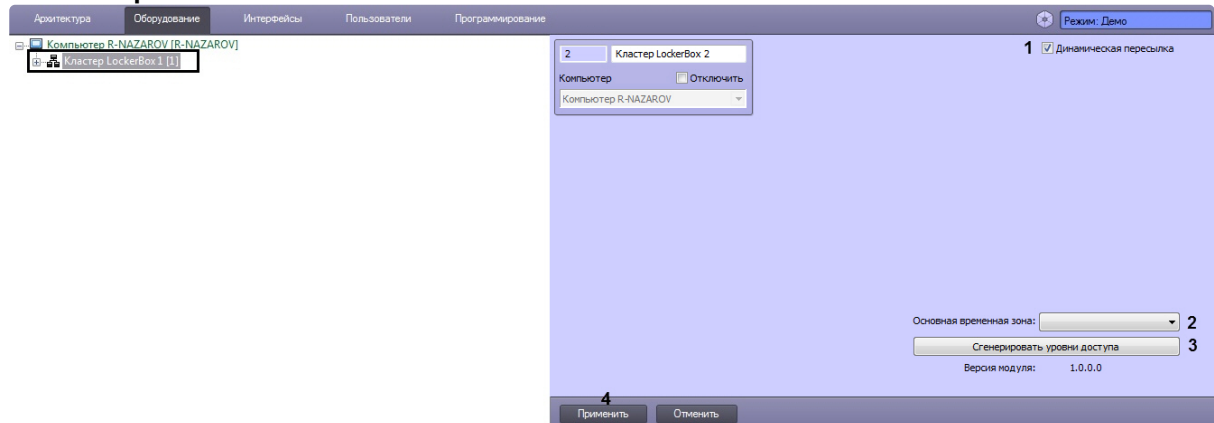 Архитектура Оборудование Интерфейсы Пользователи Программирование Режим: Демо
Компьютер R-NAZAROV [R-NAZAROV]
Кластер LockerBox 1 [1]
2 Кластер LockerBox 2
1 Динамическая пересылка
Компьютер Отключить
Компьютер R-NAZAROV
Основная временная зона: 2
Сгенерировать уровни доступа 3
Версия модуля: 1.0.0.0
4
Применить Отменить